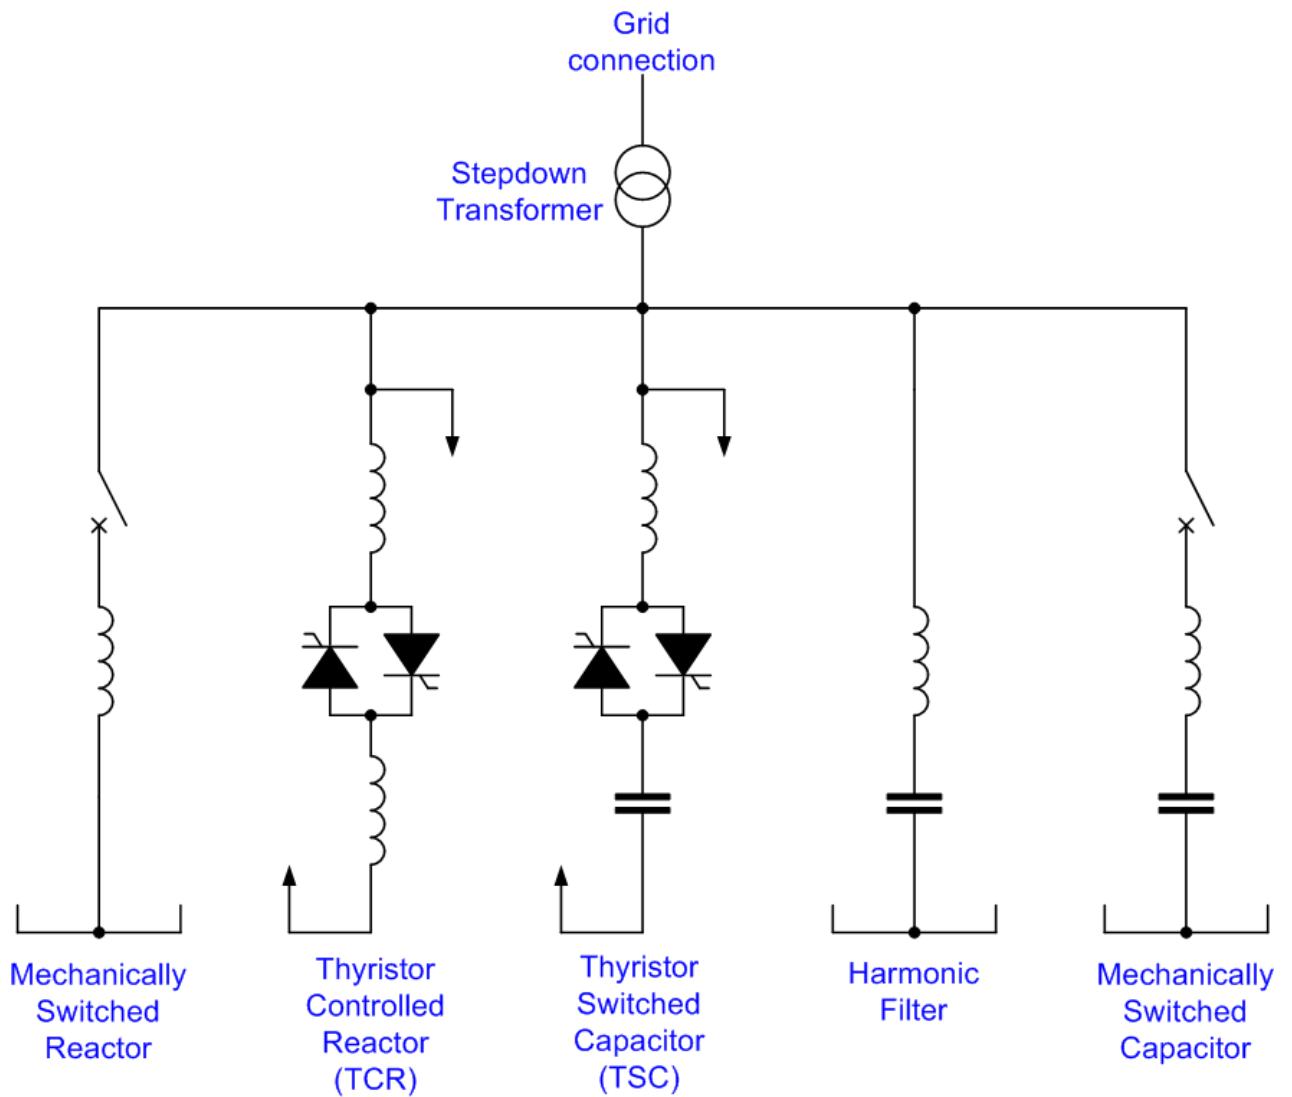 Grid
connection
Stepdown
Transformer
Mechanically
Switched
Reactor
Thyristor
Controlled
Reactor
(TCR)
Thyristor
Switched
Capacitor
(TSC)
Harmonic
Filter
Mechanically
Switched
Capacitor